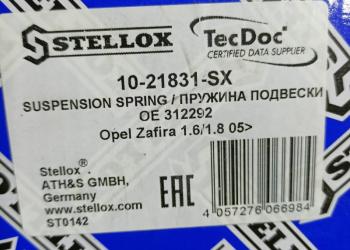 STELLOX
TecDoc
CERTIFIED DATA SUPPLIER
10-21831-SX
SUSPENSION SPRING / ПРУЖИНА ПОДВЕСКИ
OE 312292
Opel Zafira 1.6/1.8 05>
Stellox®.
ATH&S GMBH,
Germany
www.stellox.com
ST0142
EAC
4 057276 066984